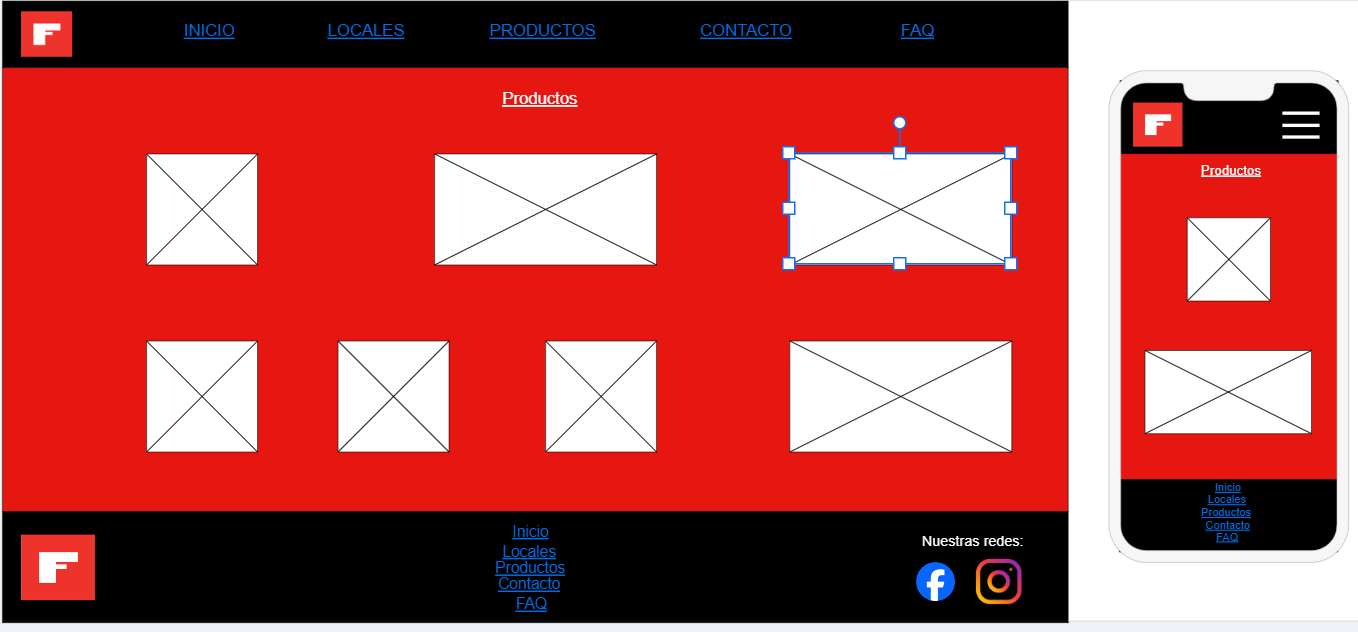 F
INICIO LOCALES PRODUCTOS CONTACTO FAQ
Productos
F
Inicio
Locales
Productos
Contacto
FAQ
Nuestras redes:
F
Productos
Inicio
Locales
Productos
Contacto
FAQ